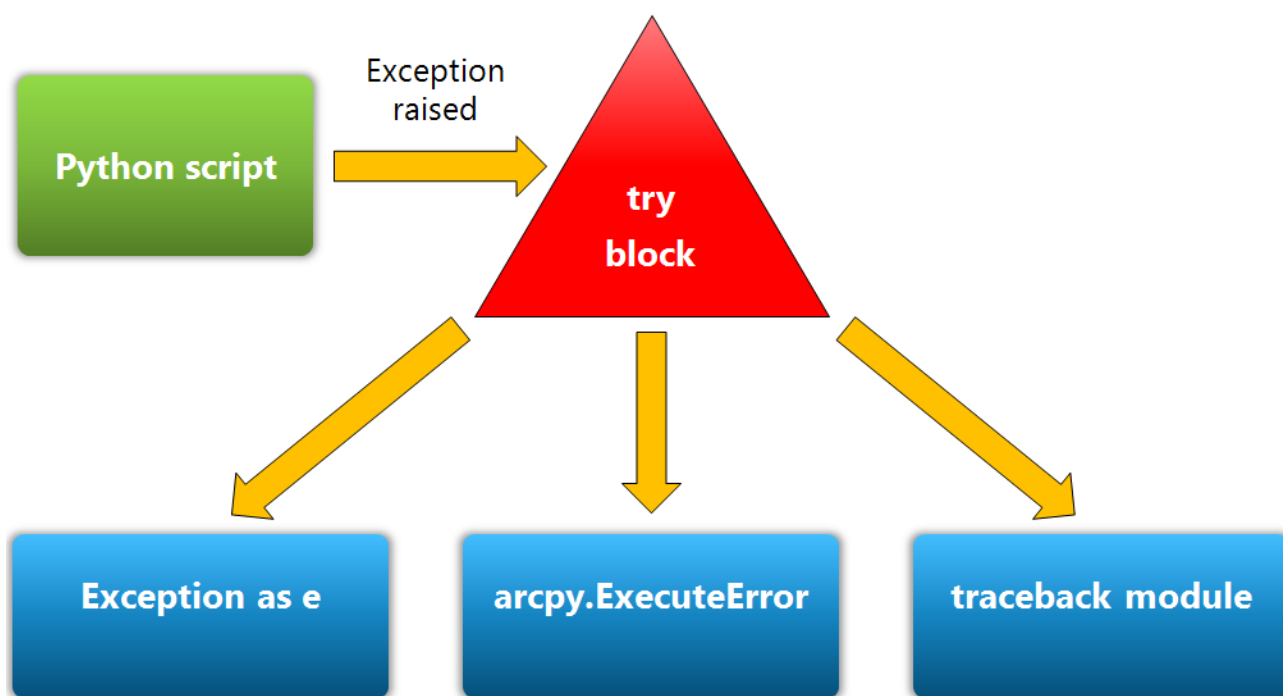 Exception
raised
Python script
try
block
Exception as e
arcpy.ExecuteError
traceback module